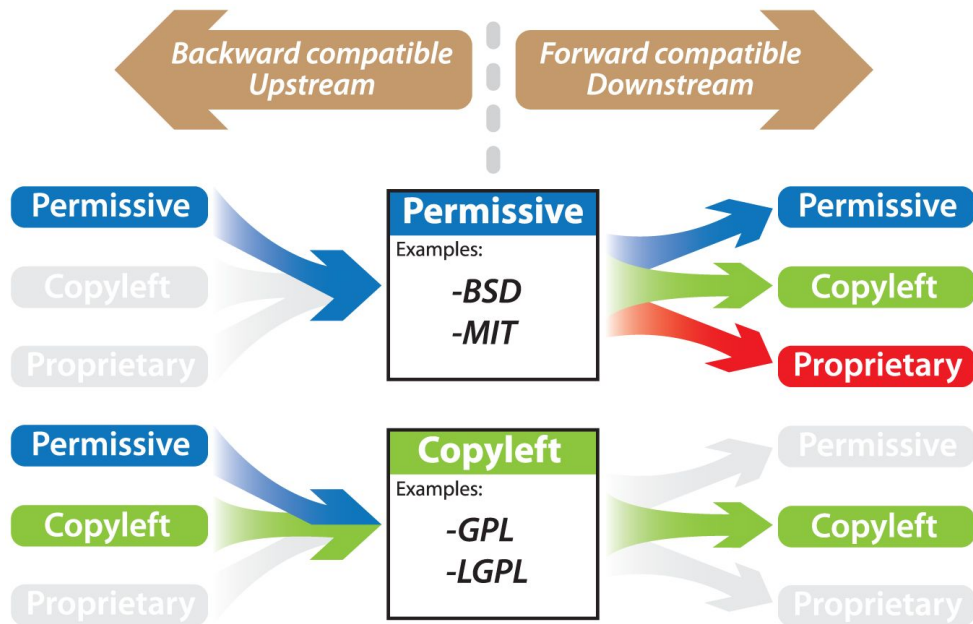 Backward compatible
Upstream
Forward compatible
Downstream
Permissive
Copyleft
Proprietary
Permissive
Examples:
-BSD
-MIT
Permissive
Copyleft
Proprietary
Permissive
Copyleft
Proprietary
Copyleft
Examples:
-GPL
-LGPL
Permissive
Copyleft
Proprietary